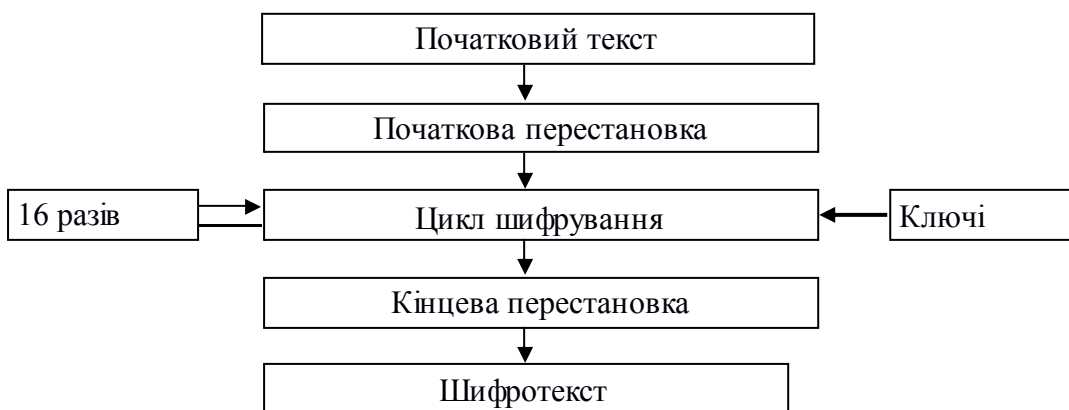 Початковий текст
Початкова перестановка
16 разів
Цикл шифрування
Ключі
Кінцева перестановка
Шифротекст